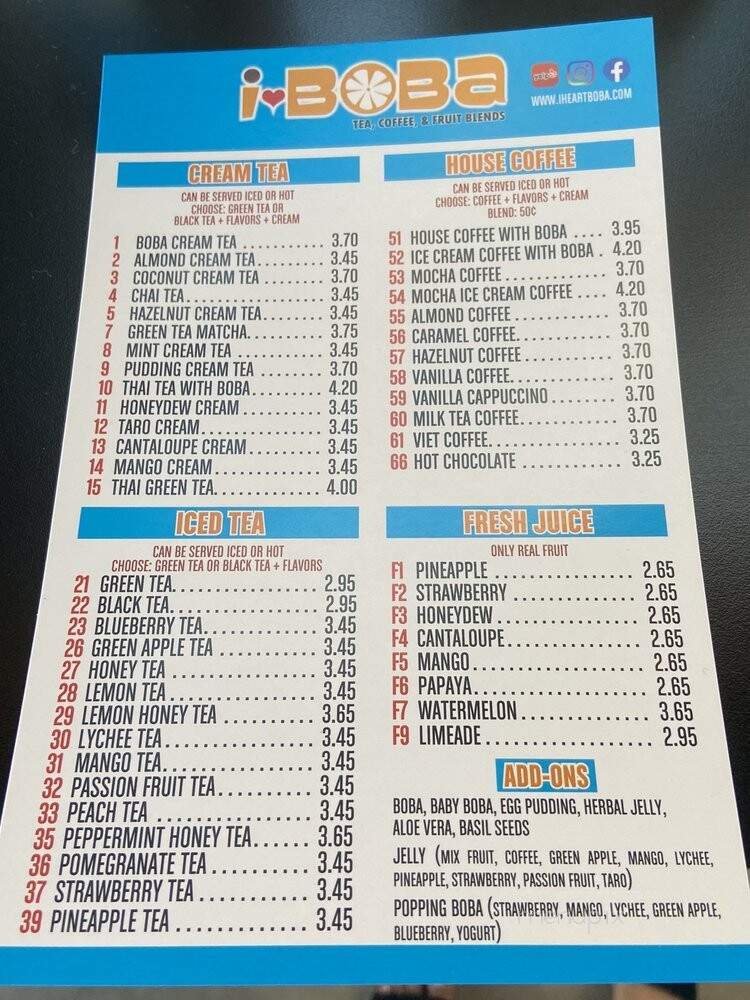 i♥BOBa
TEA, COFFEE, & FRUIT BLENDS
yelp
WWW.IHEARTBOBA.COM
CREAM TEA
CAN BE SERVED ICED OR HOT
CHOOSE: GREEN TEA OR
BLACK TEA + FLAVORS + CREAM
1 BOBA CREAM TEA ........... 3.70
2 ALMOND CREAM TEA......... 3.45
3 COCONUT CREAM TEA ........ 3.70
4 CHAI TEA.................. 3.45
5 HAZELNUT CREAM TEA........ 3.45
7 GREEN TEA MATCHA.......... 3.75
8 MINT CREAM TEA ........... 3.45
9 PUDDING CREAM TEA ........ 3.70
10 THAI TEA WITH BOBA......... 4.20
11 HONEYDEW CREAM ........... 3.45
12 TARO CREAM................ 3.45
13 CANTALOUPE CREAM.......... 3.45
14 MANGO CREAM............... 3.45
15 THAI GREEN TEA............. 4.00
ICED TEA
CAN BE SERVED ICED OR HOT
CHOOSE: GREEN TEA OR BLACK TEA + FLAVORS
21 GREEN TEA.................. 2.95
22 BLACK TEA.................. 2.95
23 BLUEBERRY TEA.............. 3.45
26 GREEN APPLE TEA ........... 3.45
27 HONEY TEA ................. 3.45
28 LEMON TEA ................. 3.45
29 LEMON HONEY TEA .......... 3.65
30 LYCHEE TEA................. 3.45
31 MANGO TEA................. 3.45
32 PASSION FRUIT TEA.......... 3.45
33 PEACH TEA ................. 3.45
35 PEPPERMINT HONEY TEA...... 3.65
36 POMEGRANATE TEA .......... 3.45
37 STRAWBERRY TEA ........... 3.45
39 PINEAPPLE TEA ............. 3.45
HOUSE COFFEE
CAN BE SERVED ICED OR HOT
CHOOSE: COFFEE + FLAVORS + CREAM
BLEND: 50¢
51 HOUSE COFFEE WITH BOBA .... 3.95
52 ICE CREAM COFFEE WITH BOBA . 4.20
53 MOCHA COFFEE.............. 3.70
54 MOCHA ICE CREAM COFFEE .... 4.20
55 ALMOND COFFEE ............ 3.70
56 CARAMEL COFFEE............ 3.70
57 HAZELNUT COFFEE ........... 3.70
58 VANILLA COFFEE............. 3.70
59 VANILLA CAPPUCCINO ........ 3.70
60 MILK TEA COFFEE............ 3.70
61 VIET COFFEE................ 3.25
66 HOT CHOCOLATE ............ 3.25
FRESH JUICE
ONLY REAL FRUIT
F1 PINEAPPLE ................ 2.65
F2 STRAWBERRY .............. 2.65
F3 HONEYDEW ................ 2.65
F4 CANTALOUPE............... 2.65
F5 MANGO.................... 2.65
F6 PAPAYA................... 2.65
F7 WATERMELON.............. 3.65
F9 LIMEADE.................. 2.95
ADD-ONS
BOBA, BABY BOBA, EGG PUDDING, HERBAL JELLY,
ALOE VERA, BASIL SEEDS
JELLY (MIX FRUIT, COFFEE, GREEN APPLE, MANGO, LYCHEE,
PINEAPPLE, STRAWBERRY, PASSION FRUIT, TARO)
POPPING BOBA (STRAWBERRY, MANGO, LYCHEE, GREEN APPLE,
BLUEBERRY, YOGURT)
menupix